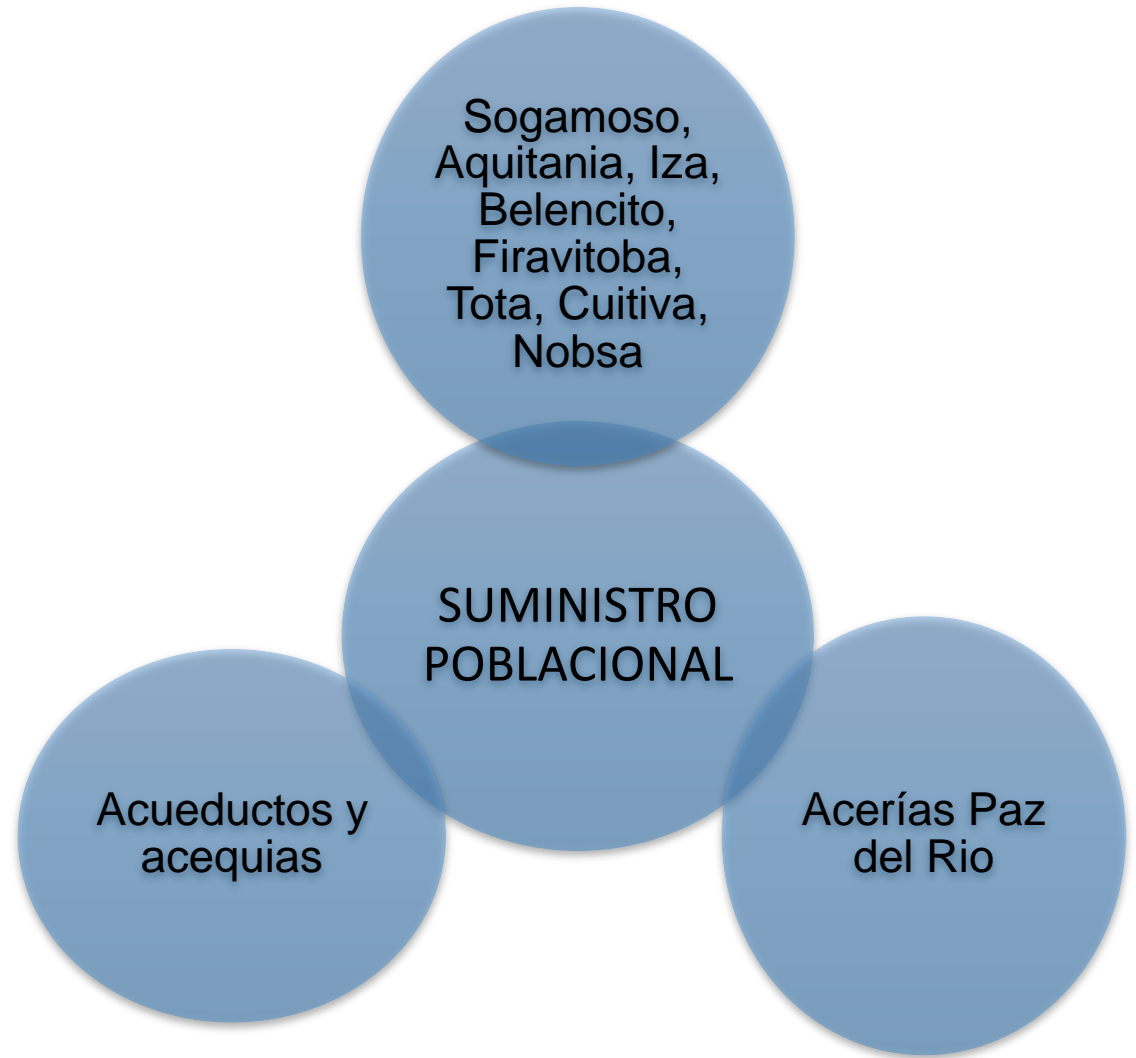 Sogamoso,
Aquitania, Iza,
Belencito,
Firavitoba,
Tota, Cuitiva,
Nobsa
SUMINISTRO
POBLACIONAL
Acueductos y
acequias
Acerías Paz
del Rio